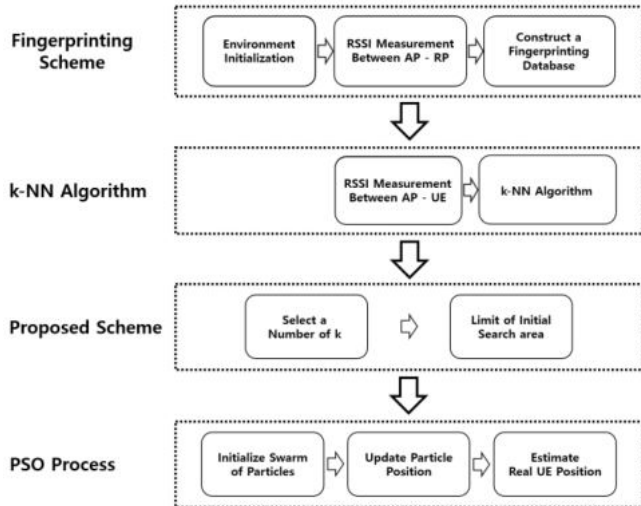 Fingerprinting
Scheme
Environment
Initialization
RSSI Measurement
Between AP - RP
Construct a
Fingerprinting
Database
k-NN Algorithm
RSSI Measurement
Between AP - UE
k-NN Algorithm
Proposed Scheme
Select a
Number of k
Limit of Initial
Search area
PSO Process
Initialize Swarm
of Particles
Update Particle
Position
Estimate
Real UE Position